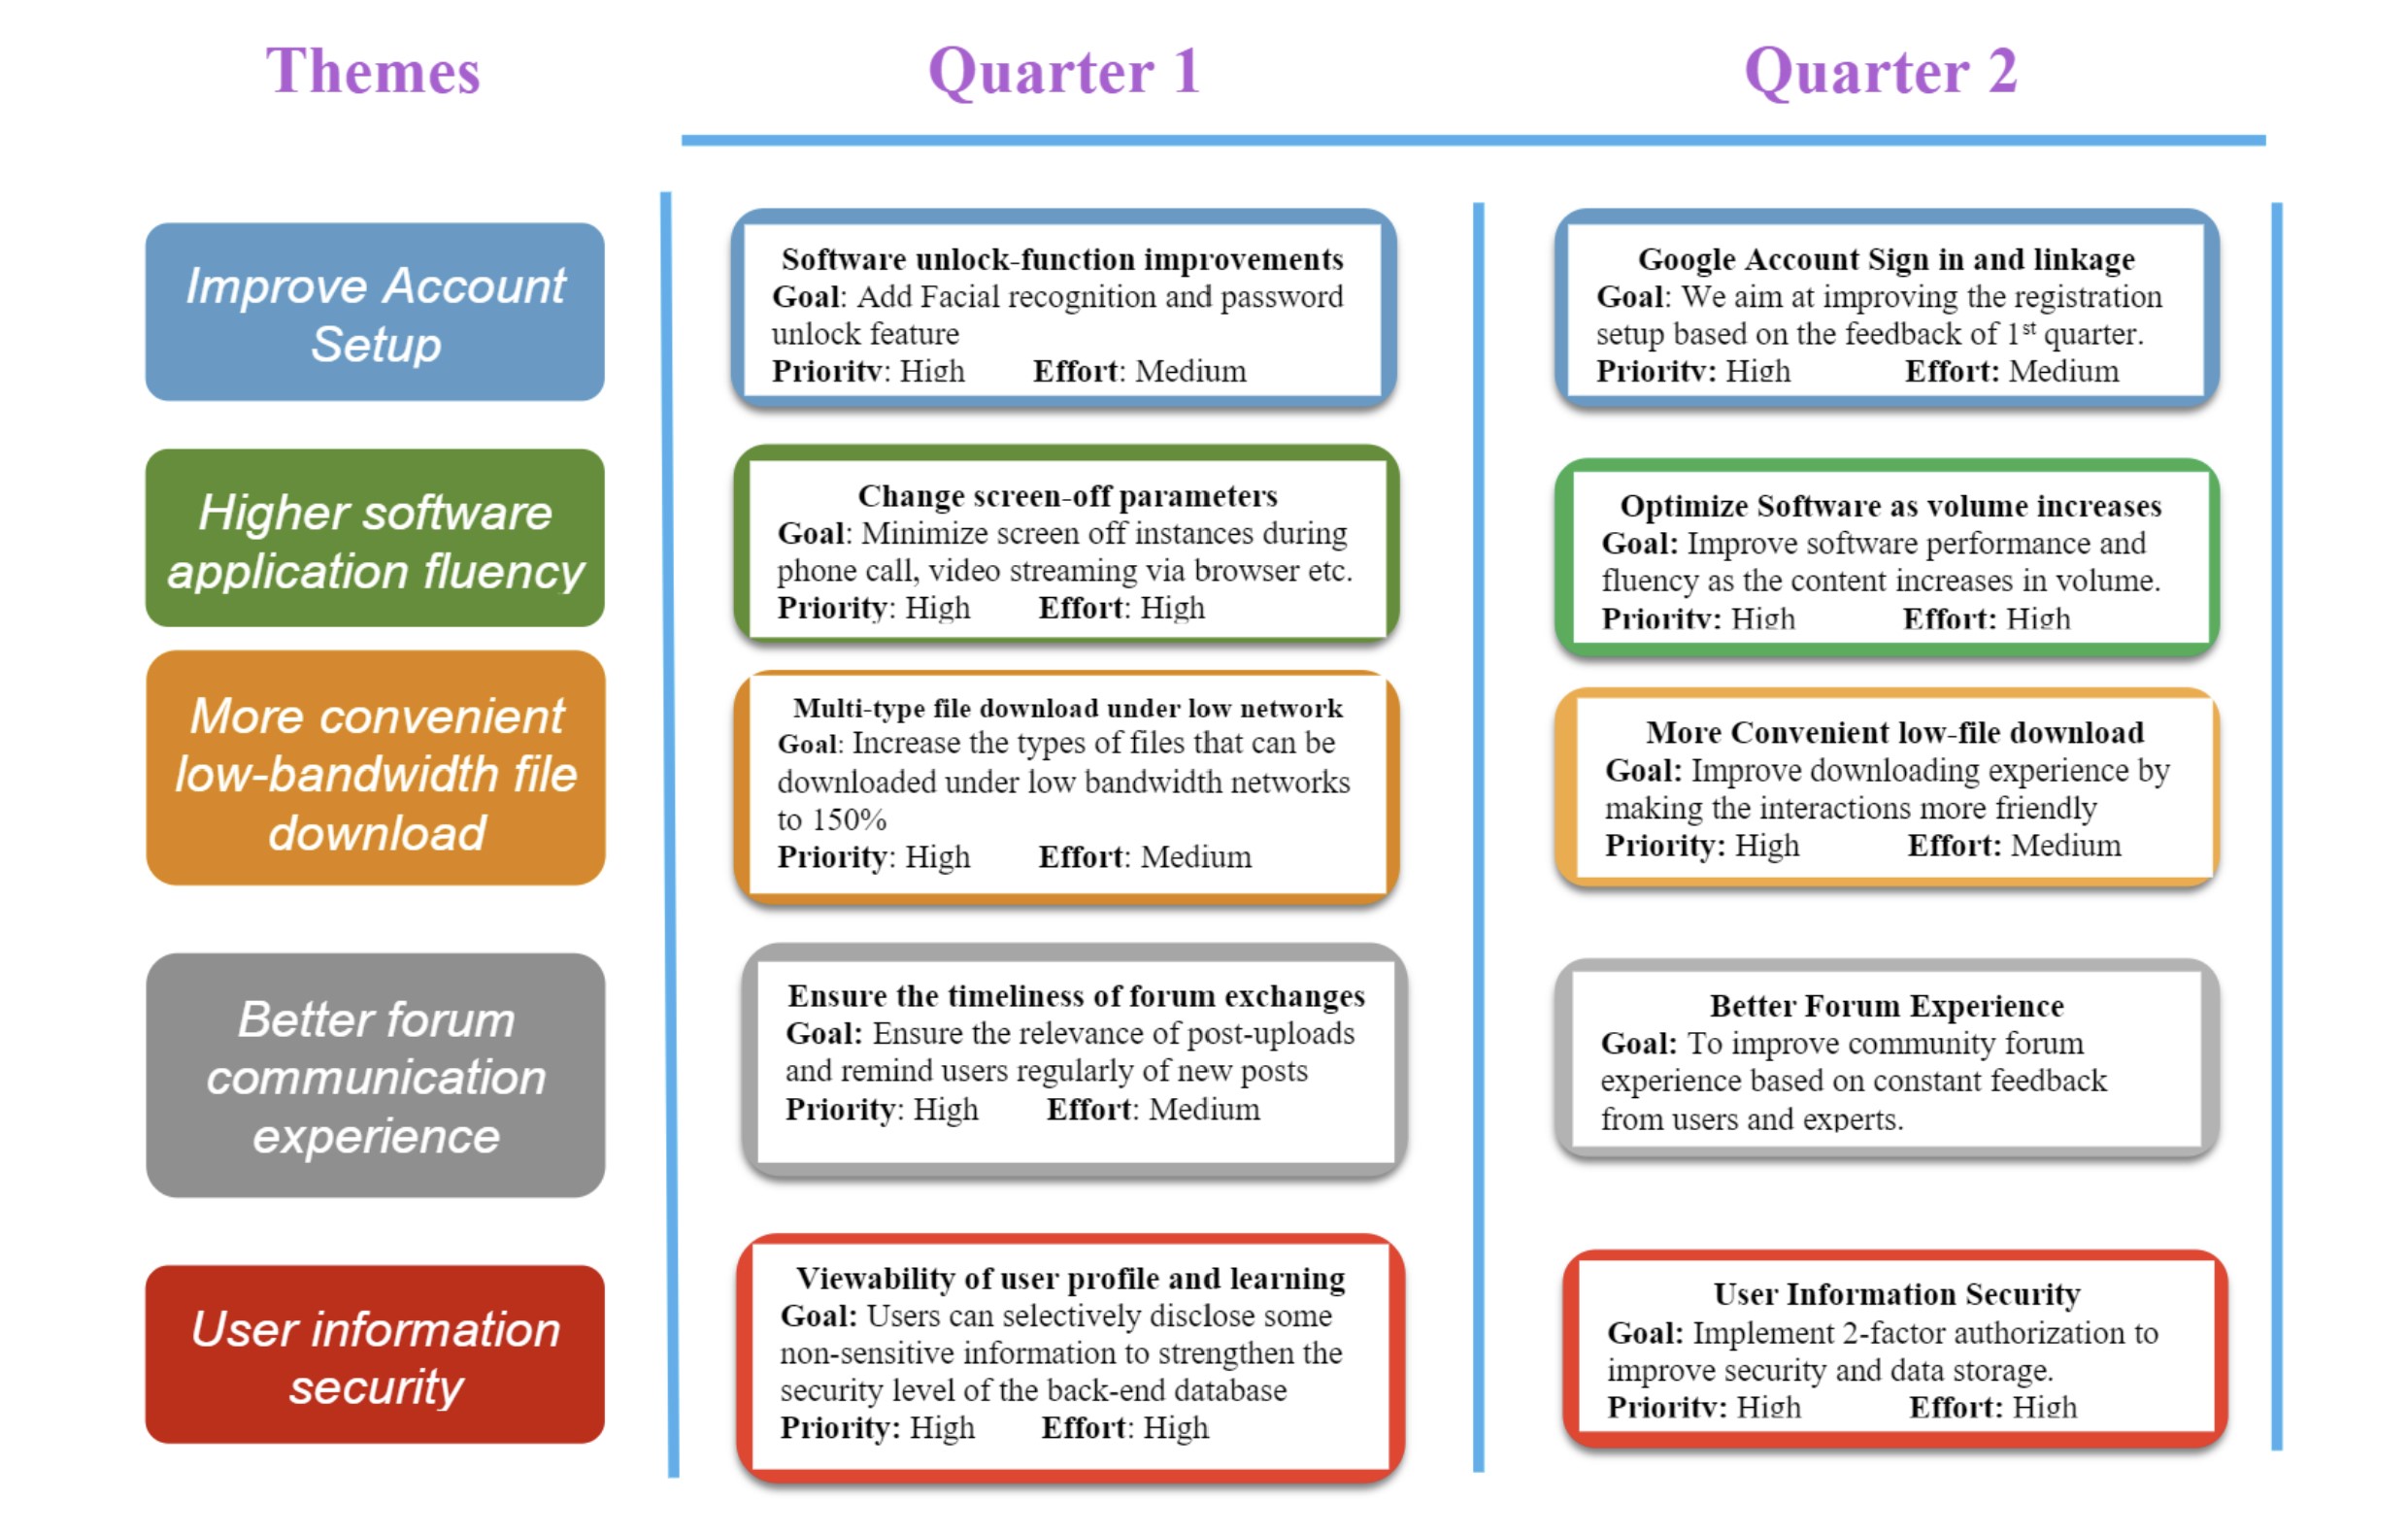 Themes
Quarter 1
Quarter 2
Improve Account
Setup
Software unlock-function improvements
Goal: Add Facial recognition and password
unlock feature
Priority: High Effort: Medium
Google Account Sign in and linkage
Goal: We aim at improving the registration
setup based on the feedback of 1st quarter.
Priority: High Effort: Medium
Higher software
application fluency
Change screen-off parameters
Goal: Minimize screen off instances during
phone call, video streaming via browser etc.
Priority: High Effort: High
Optimize Software as volume increases
Goal: Improve software performance and
fluency as the content increases in volume.
Priority: High Effort: High
More convenient
low-bandwidth file
download
Multi-type file download under low network
Goal: Increase the types of files that can be
downloaded under low bandwidth networks
to 150%
Priority: High Effort: Medium
More Convenient low-file download
Goal: Improve downloading experience by
making the interactions more friendly
Priority: High Effort: Medium
Better forum
communication
experience
Ensure the timeliness of forum exchanges
Goal: Ensure the relevance of post-uploads
and remind users regularly of new posts
Priority: High Effort: Medium
Better Forum Experience
Goal: To improve community forum
experience based on constant feedback
from users and experts.
User information
security
Viewability of user profile and learning
Goal: Users can selectively disclose some
non-sensitive information to strengthen the
security level of the back-end database
Priority: High Effort: High
User Information Security
Goal: Implement 2-factor authorization to
improve security and data storage.
Priority: High Effort: High